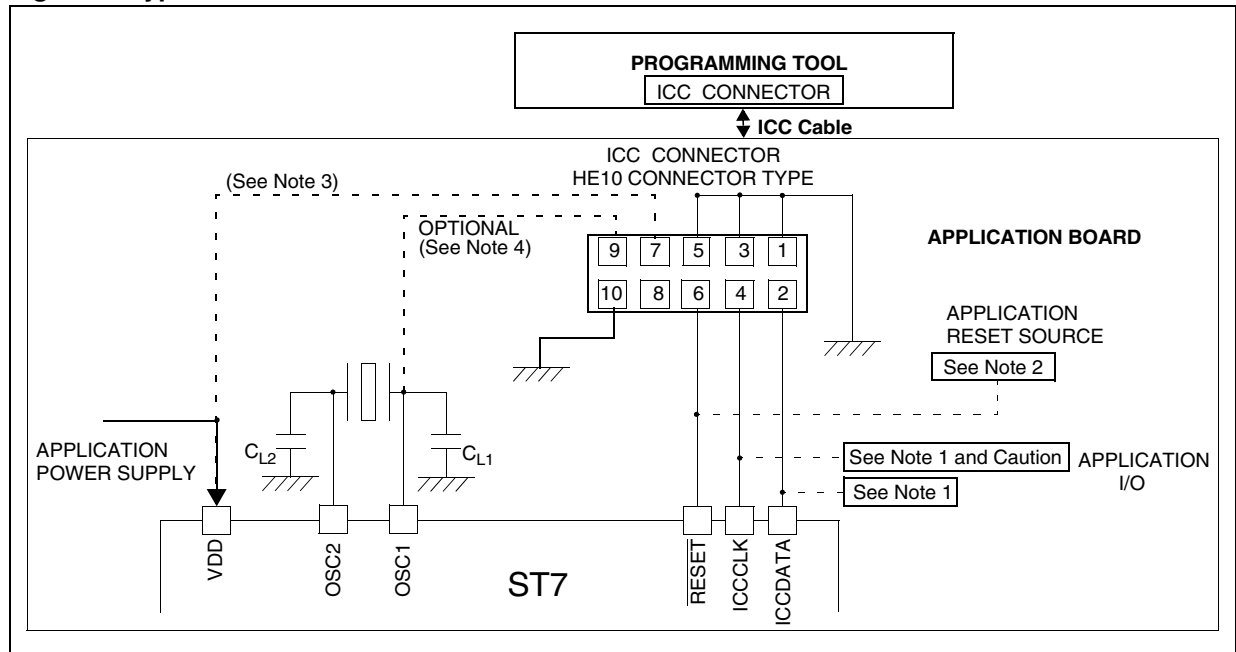 PROGRAMMING TOOL
ICC CONNECTOR
ICC Cable
ICC CONNECTOR
HE10 CONNECTOR TYPE
(See Note 3)
OPTIONAL
(See Note 4)
9 7 5 3 1
10 8 6 4 2
APPLICATION BOARD
APPLICATION
RESET SOURCE
See Note 2
APPLICATION
POWER SUPPLY
CL2
CL1
See Note 1 and Caution
See Note 1
APPLICATION
I/O
VDD
OSC2
OSC1
RESET
ICCCLK
ICCDATA
ST7